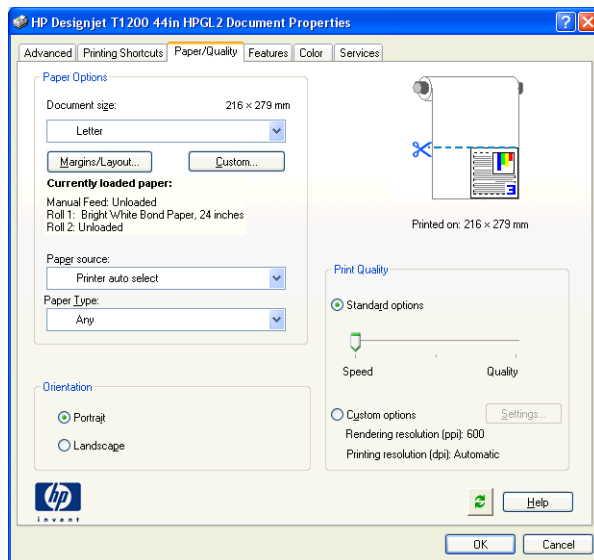 HP Designjet T1200 44in HPGL2 Document Properties
Advanced Printing Shortcuts Paper/Quality Features Color Services
Paper Options
Document size: 216 × 279 mm
Letter
Margins/Layout... Custom...
Currently loaded paper:
Manual Feed: Unloaded
Roll 1: Bright White Bond Paper, 24 inches
Roll 2: Unloaded
Paper source:
Printer auto select
Paper Type:
Any
Orientation
Portrait
Landscape
Printed on: 216 × 279 mm
Print Quality
Standard options
Speed Quality
Custom options Settings...
Rendering resolution (ppi): 600
Printing resolution (dpi): Automatic
hp
invent
Help
OK Cancel